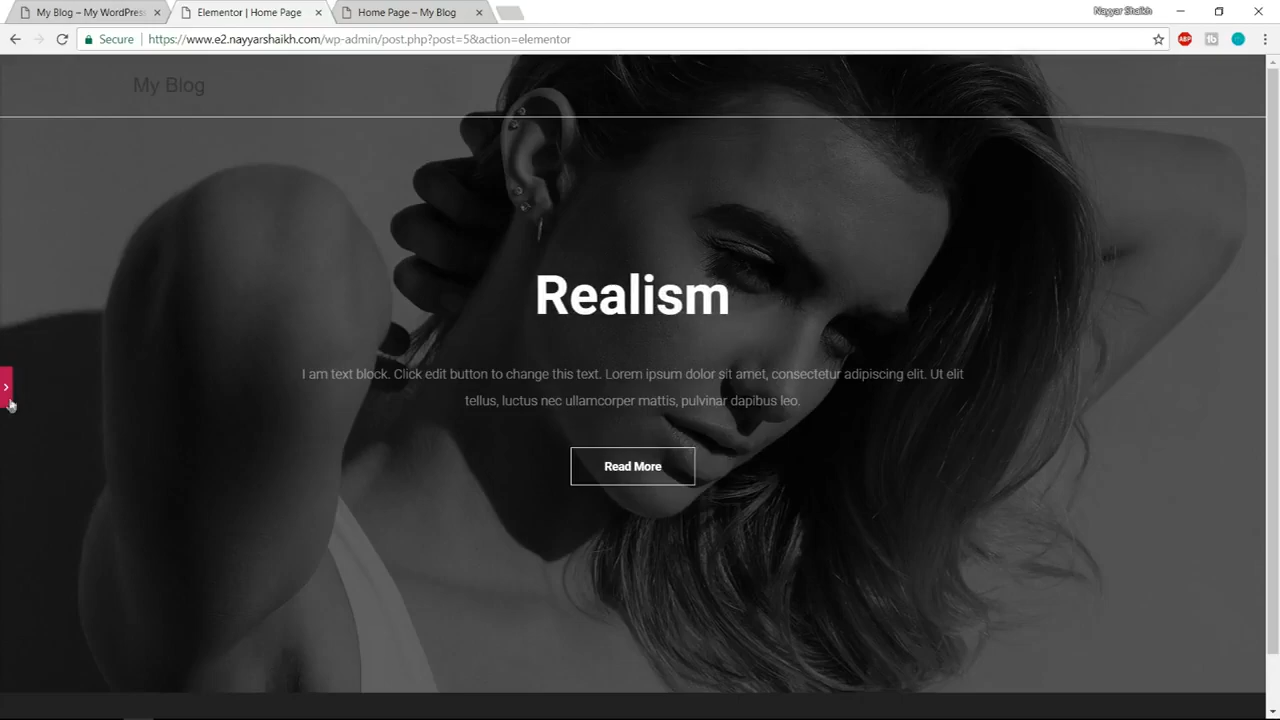 My Blog – My WordPress
Elementor | Home Page
Home Page – My Blog
Nayyar Shaikh
Secure
https://www.e2.nayyarshaikh.com/wp-admin/post.php?post=5&action=elementor
ABP
tb
My Blog
Realism
I am text block. Click edit button to change this text. Lorem ipsum dolor sit amet, consectetur adipiscing elit. Ut elit
tellus, luctus nec ullamcorper mattis, pulvinar dapibus leo.
Read More